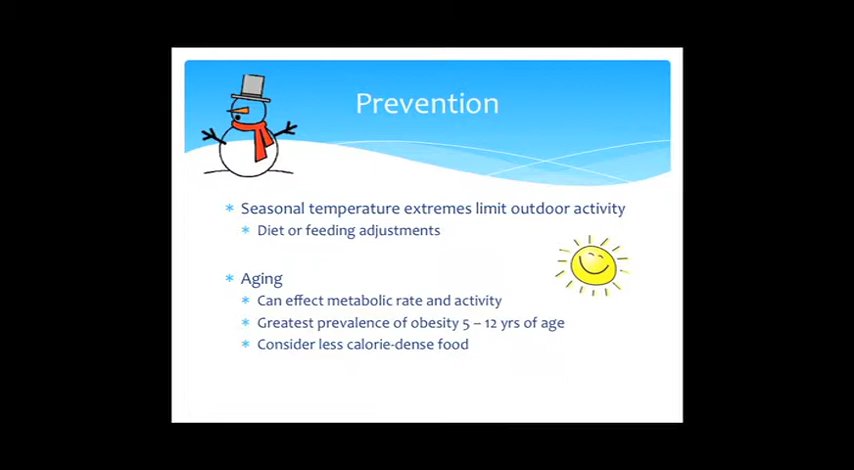 Prevention
* Seasonal temperature extremes limit outdoor activity
* Diet or feeding adjustments
* Aging
* Can effect metabolic rate and activity
* Greatest prevalence of obesity 5 – 12 yrs of age
* Consider less calorie-dense food